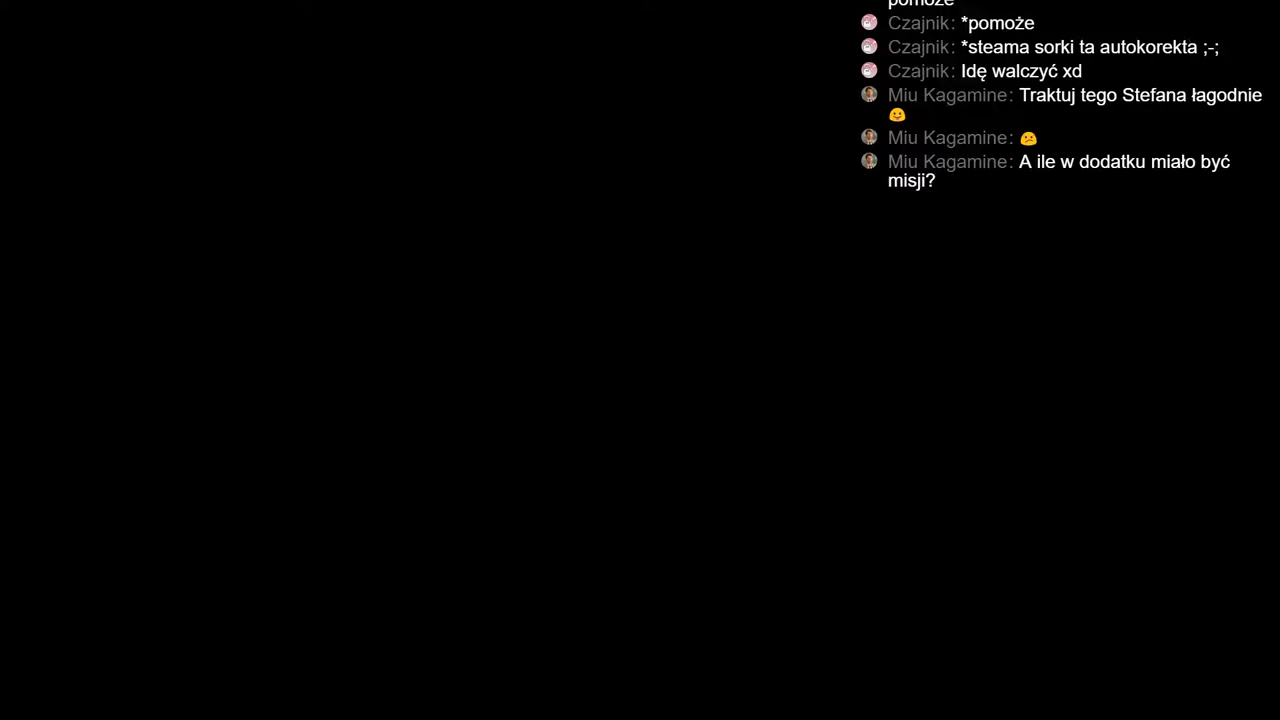 pomoże
Czajnik: *pomoże
Czajnik: *steama sorki ta autokorekta ;-;
Czajnik: Idę walczyć xd
Miu Kagamine: Traktuj tego Stefana łagodnie
😛
Miu Kagamine: 😕
Miu Kagamine: A ile w dodatku miało być
misji?